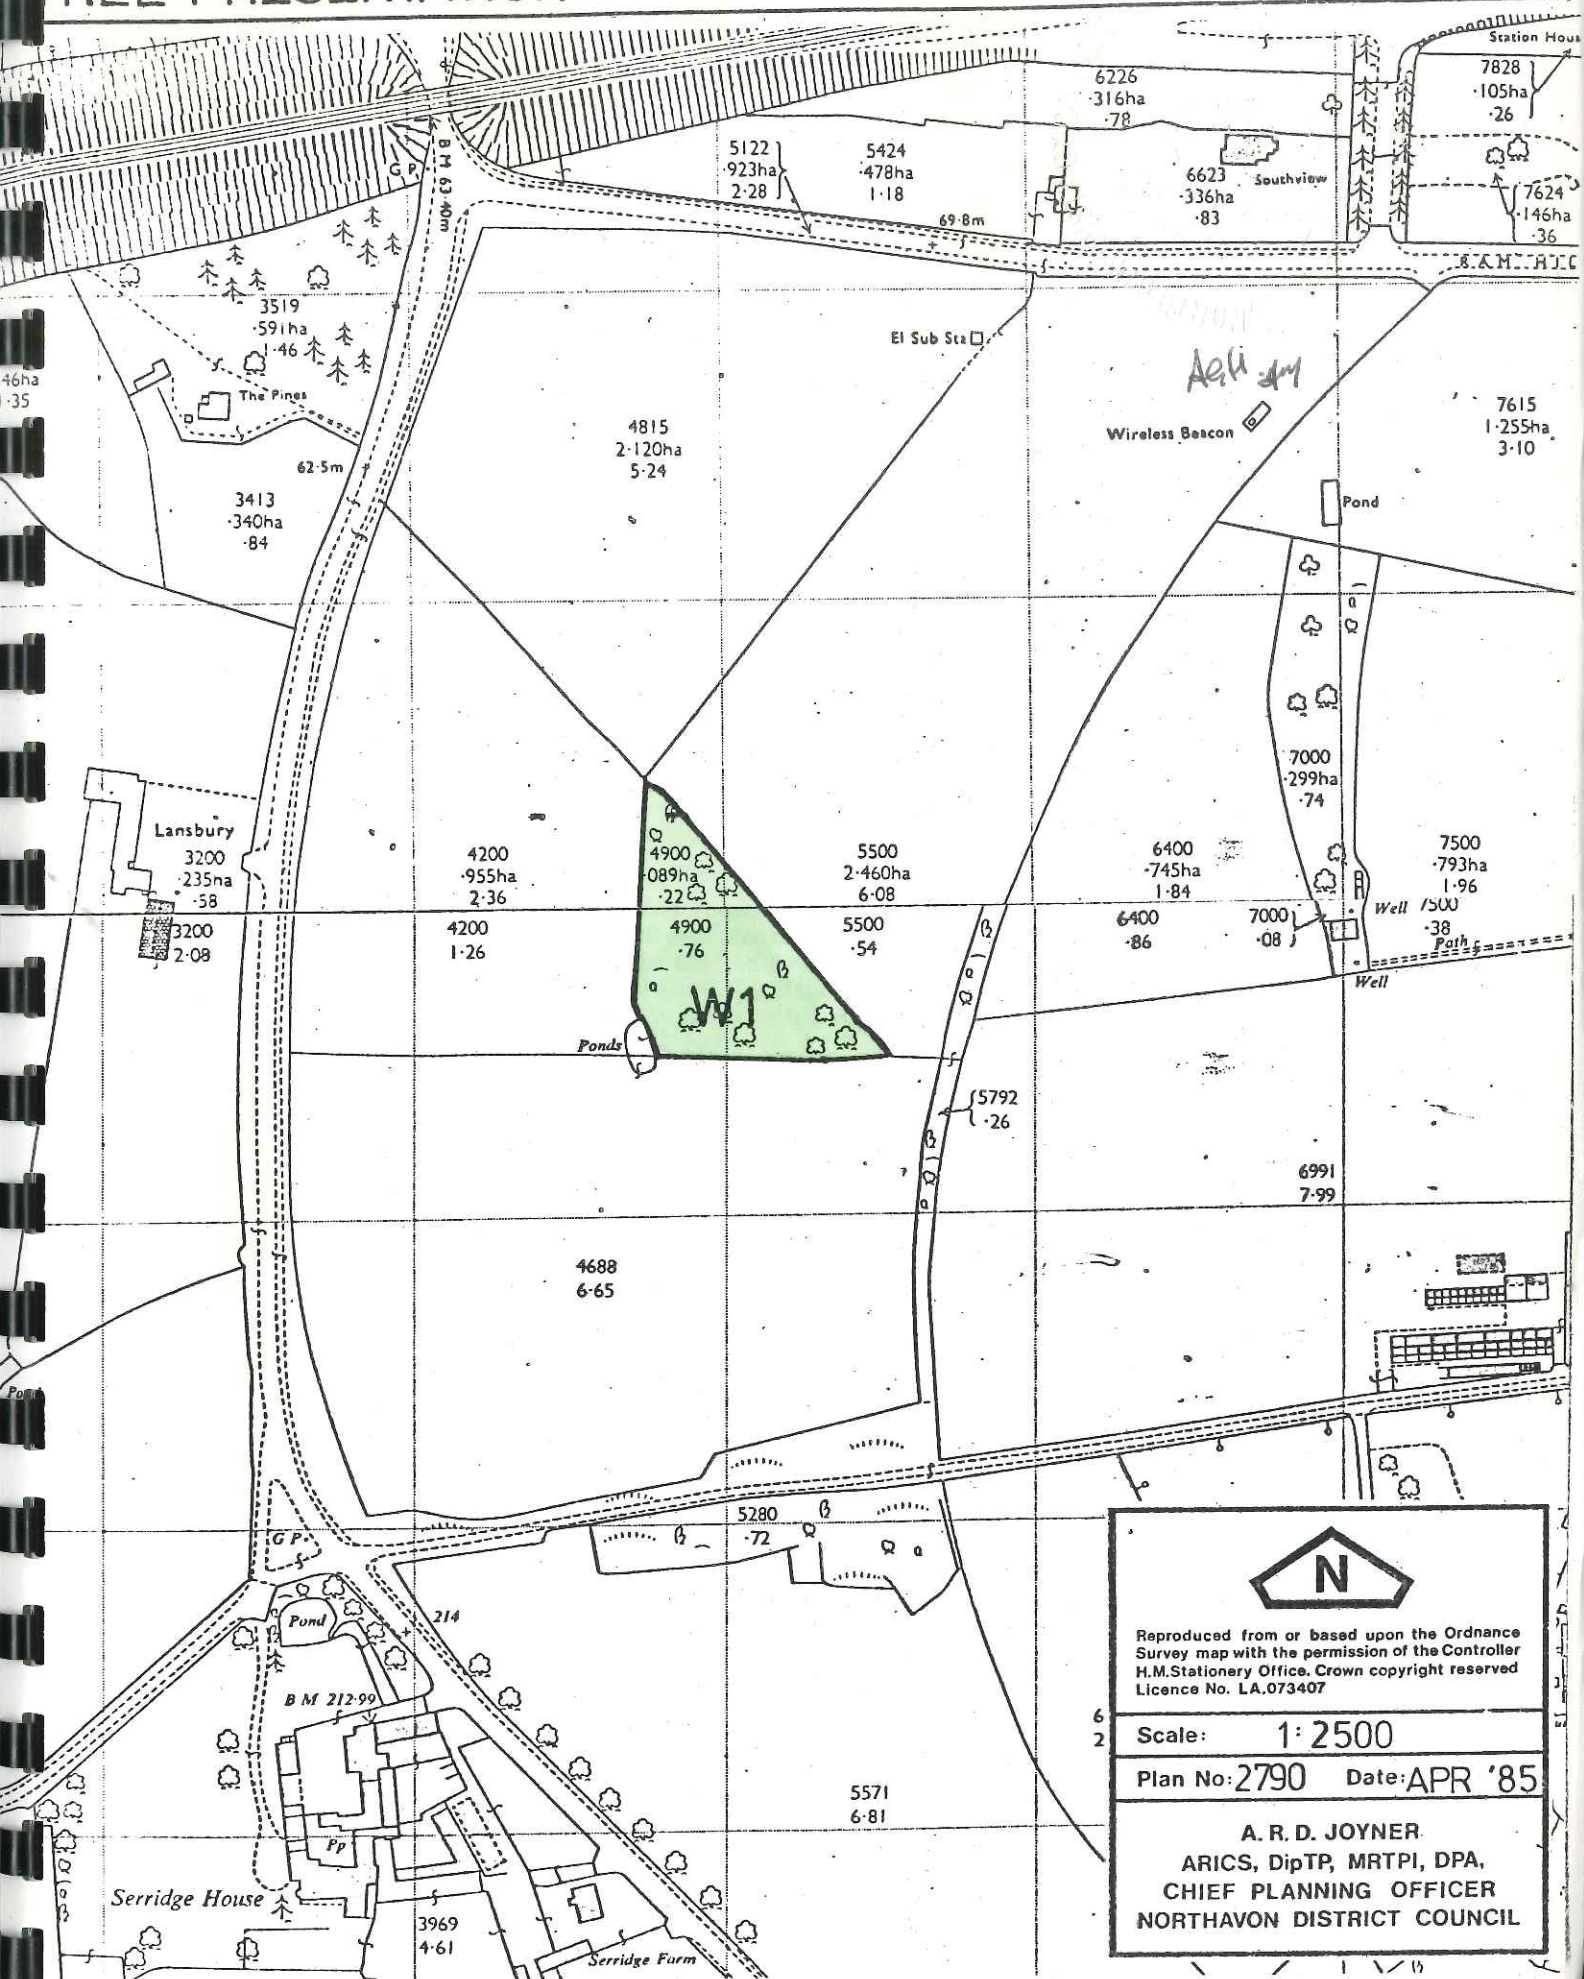 Station Hou
6226
·316ha
·78
7828
·105ha
·26
5122
·923ha
2·28
5424
·478ha
1·18
6623
·336ha
·83
Southview
7624
·146ha
·36
G P
B M 63·40m
69·8m
3519
·591ha
1·46
El Sub Sta
46ha
·35
The Pines
4815
2·120ha
5·24
Wireless Beacon
7615
1·255ha
3·10
62·5m
3413
·340ha
·84
Pond
7000
·299ha
·74
Lansbury
3200
·235ha
·58
4200
·955ha
2·36
4900
·089ha
·22
5500
2·460ha
6·08
6400
·745ha
1·84
7500
·793ha
1·96
3200
2·08
4200
1·26
4900
·76
5500
·54
6400
·86
7000
·08
Well
7500
·38
Path
Well
W1
Ponds
5792
·26
6991
7·99
4688
6·65
5280
·72
G P
Pond
214
B M 212·99
Pp
Serridge House
3969
4·61
Serridge Farm
5571
6·81
6
2
N
Reproduced from or based upon the Ordnance
Survey map with the permission of the Controller
H.M.Stationery Office. Crown copyright reserved
Licence No. LA.073407
Scale: 1:2500
Plan No: 2790 Date: APR '85
A. R. D. JOYNER
ARICS, DipTP, MRTPI, DPA,
CHIEF PLANNING OFFICER
NORTHAVON DISTRICT COUNCIL